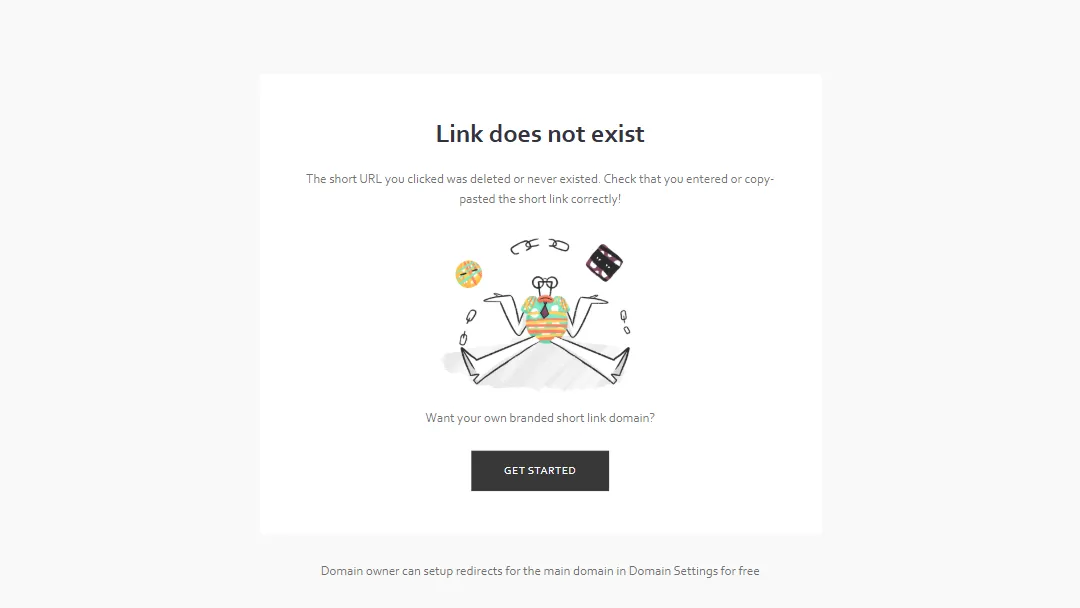 Link does not exist
The short URL you clicked was deleted or never existed. Check that you entered or copy-
pasted the short link correctly!
Want your own branded short link domain?
GET STARTED
Domain owner can setup redirects for the main domain in Domain Settings for free